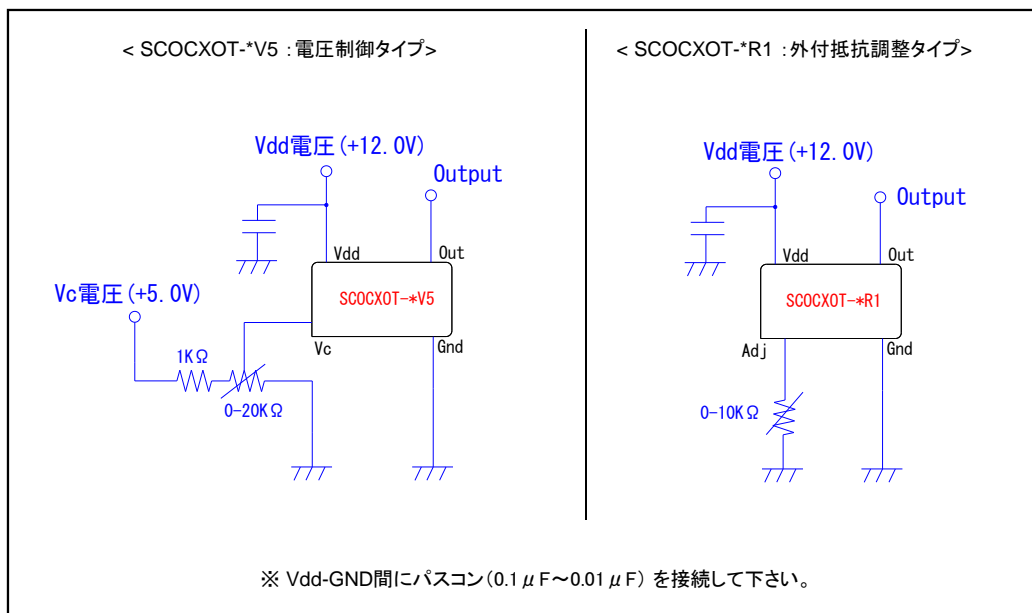 < SCOCXOT-*V5 :電圧制御タイプ>
Vdd電圧(+12.0V)
Output
Vdd
Out
SCOCXOT-*V5
Vc電圧(+5.0V)
Vc
Gnd
1KΩ
0-20KΩ
< SCOCXOT-*R1 :外付抵抗調整タイプ>
Vdd電圧(+12.0V)
Output
Vdd
Out
SCOCXOT-*R1
Adj
Gnd
0-10KΩ
※ Vdd-GND間にパスコン(0.1μF~0.01μF) を接続して下さい。